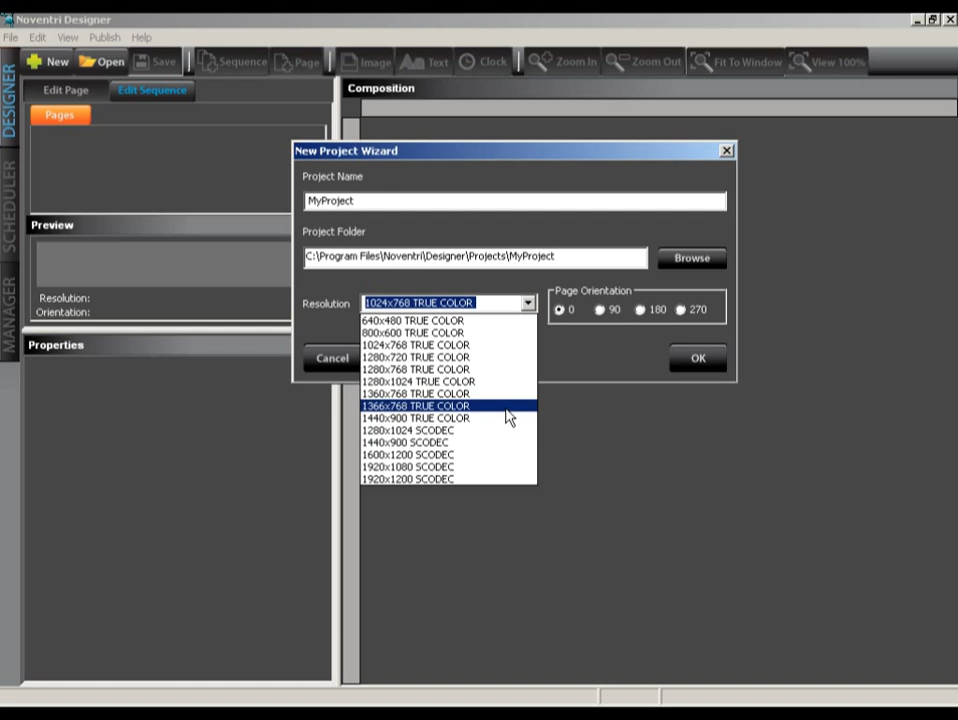 Noventri Designer
File Edit View Publish Help
New Open Save Sequence Page Image Text Clock Zoom In Zoom Out Fit To Window View 100%
DESIGNER
SCHEDULER
MANAGER
Edit Page Edit Sequence
Pages
Preview
Resolution:
Orientation:
Properties
Composition
New Project Wizard
Project Name
MyProject
Project Folder
C:\Program Files\Noventri\Designer\Projects\MyProject
Browse
Resolution 1024x768 TRUE COLOR
640x480 TRUE COLOR
800x600 TRUE COLOR
1024x768 TRUE COLOR
1280x720 TRUE COLOR
1280x768 TRUE COLOR
1280x1024 TRUE COLOR
1360x768 TRUE COLOR
1366x768 TRUE COLOR
1440x900 TRUE COLOR
1280x1024 SCODEC
1440x900 SCODEC
1600x1200 SCODEC
1920x1080 SCODEC
1920x1200 SCODEC
Page Orientation
0 90 180 270
Cancel
OK